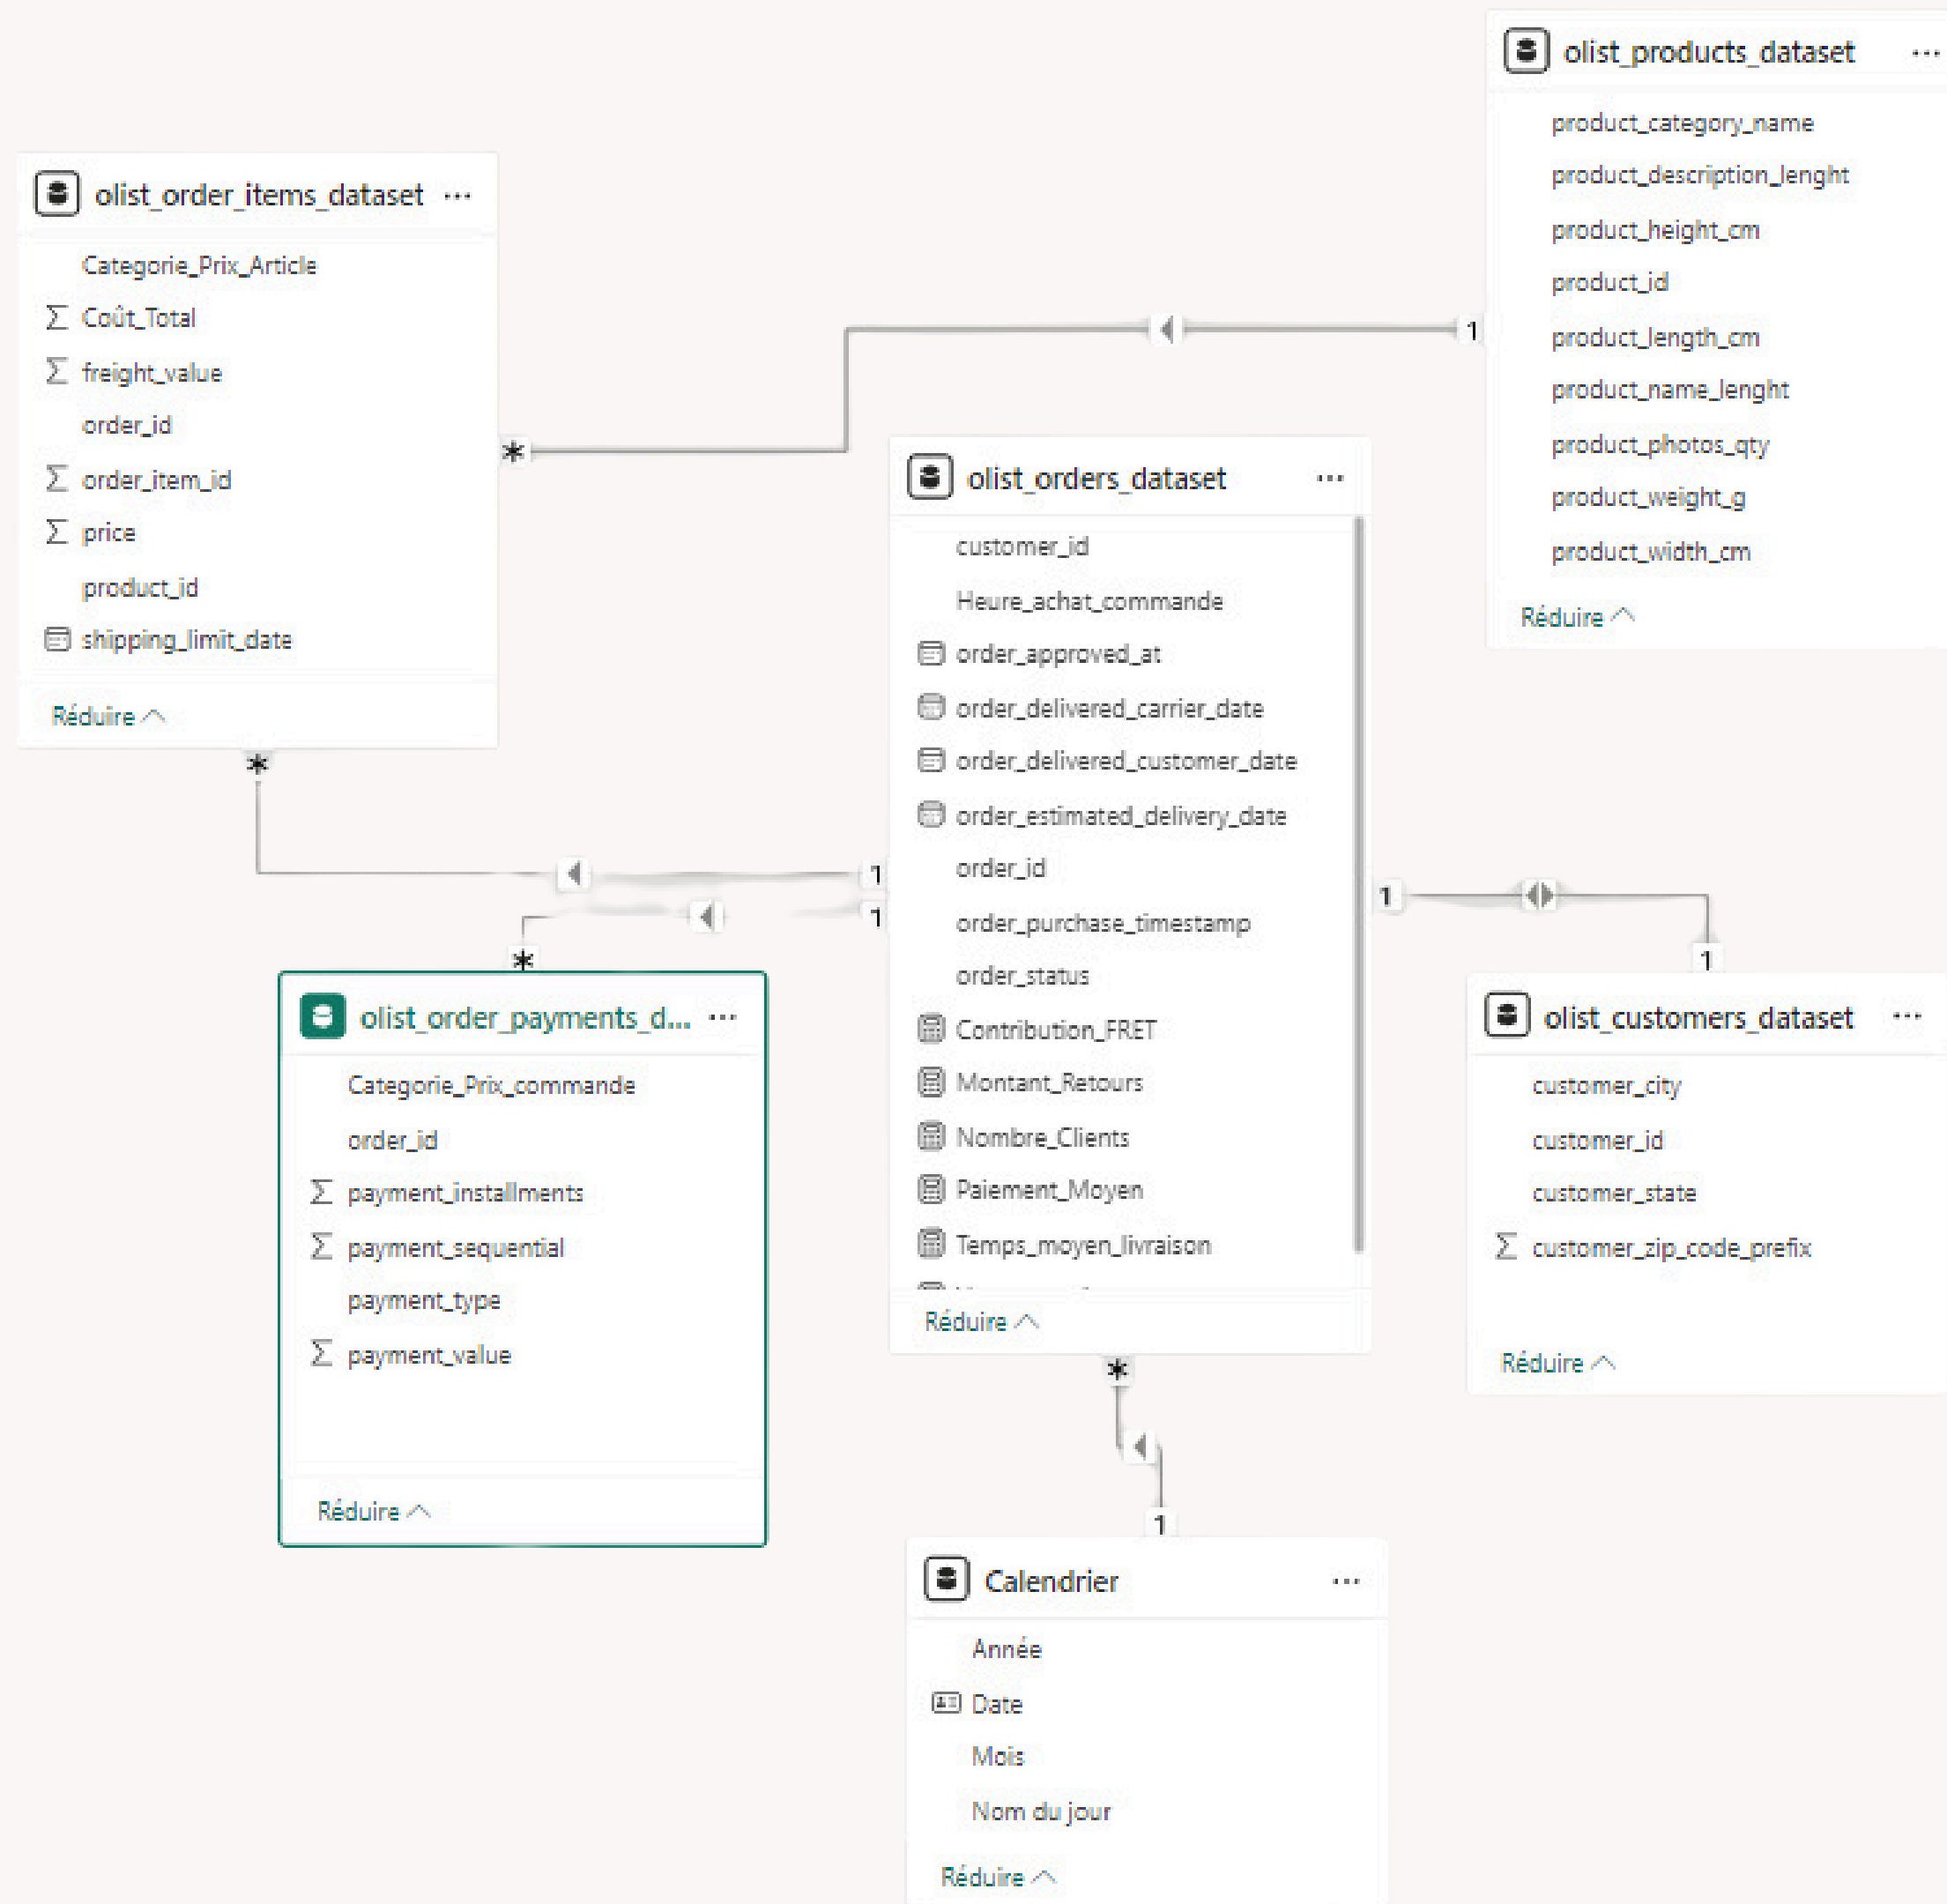 olist_products_dataset ...
product_category_name
product_description_lenght
product_height_cm
product_id
product_length_cm
product_name_lenght
product_photos_qty
product_weight_g
product_width_cm
Réduire
olist_order_items_dataset ...
Categorie_Prix_Article
Σ Coût_Total
Σ freight_value
order_id
Σ order_item_id
Σ price
product_id
shipping_limit_date
Réduire
*
1
*
1
1
*
olist_orders_dataset ...
customer_id
Heure_achat_commande
order_approved_at
order_delivered_carrier_date
order_delivered_customer_date
order_estimated_delivery_date
order_id
order_purchase_timestamp
order_status
Contribution_FRET
Montant_Retours
Nombre_Clients
Paiement_Moyen
Temps_moyen_livraison
Réduire
1
1
olist_order_payments_d... ...
Categorie_Prix_commande
order_id
Σ payment_installments
Σ payment_sequential
payment_type
Σ payment_value
Réduire
olist_customers_dataset ...
customer_city
customer_id
customer_state
Σ customer_zip_code_prefix
Réduire
*
1
Calendrier ...
Année
Date
Mois
Nom du jour
Réduire